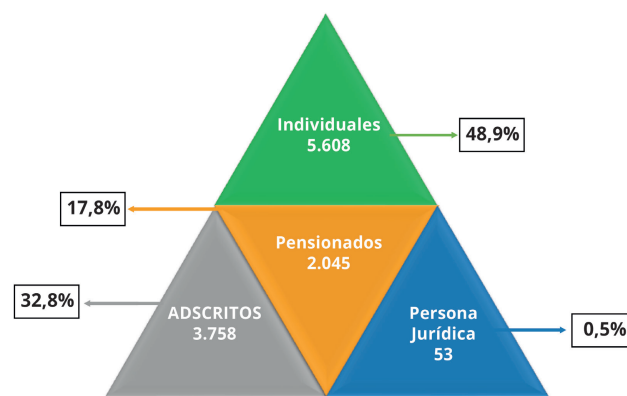 Individuales
5.608
48,9%
17,8%
Pensionados
2.045
32,8%
ADSCRITOS
3.758
Persona
Jurídica
53
0,5%